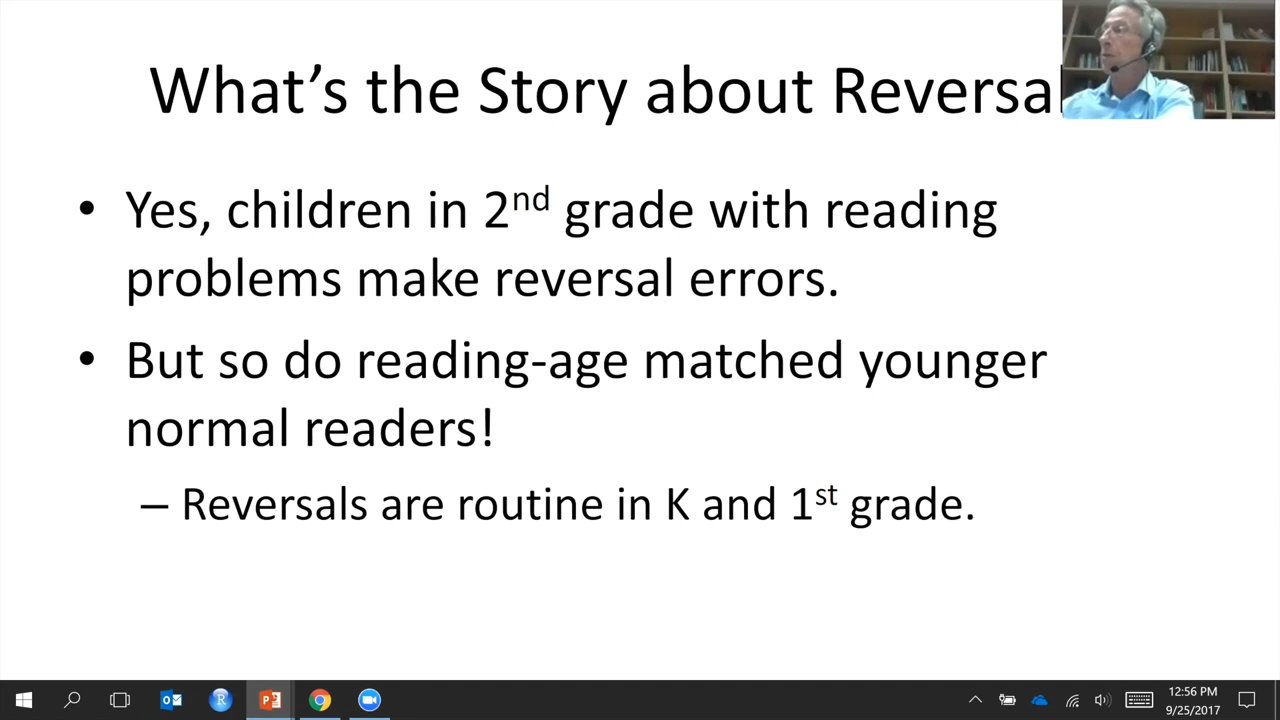 What's the Story about Reversal
• Yes, children in 2nd grade with reading
problems make reversal errors.
• But so do reading-age matched younger
normal readers!
– Reversals are routine in K and 1st grade.
12:56 PM
9/25/2017